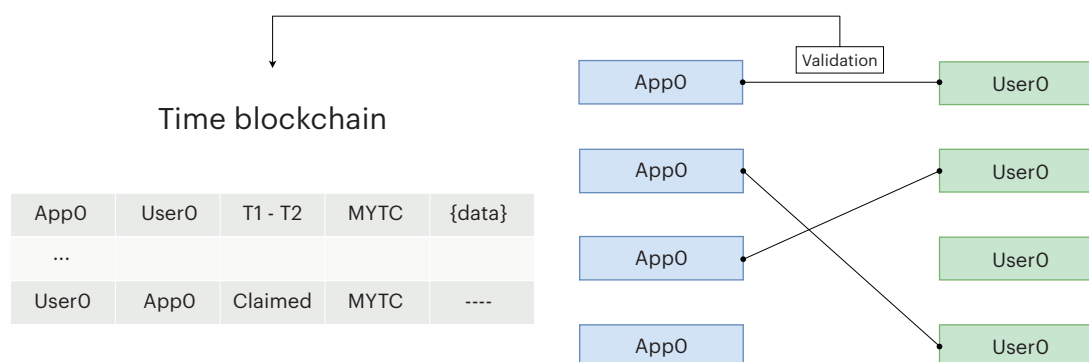 Validation
App0 User0
Time blockchain
App0 User0
App0 User0 T1 - T2 MYTC {data}
...
App0 User0
User0 App0 Claimed MYTC ----
App0 User0